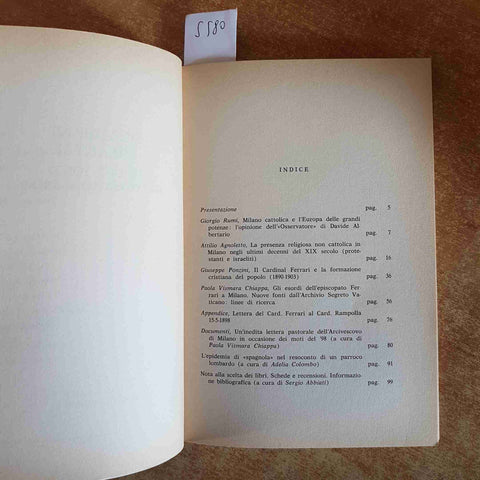 5580
INDICE
Presentazione pag. 5
Giorgio Rumi, Milano cattolica e l'Europa delle grandi
potenze: l'opinione dell'«Osservatore» di Davide Al-
bertario pag. 7
Attilio Agnoletto, La presenza religiosa non cattolica in
Milano negli ultimi decenni del XIX secolo (prote-
stanti e israeliti) pag. 16
Giuseppe Ponzini, Il Cardinal Ferrari e la formazione
cristiana del popolo (1890-1903) pag. 36
Paola Vismara Chiappa, Gli esordi dell'episcopato Fer-
rari a Milano. Nuove fonti dall'Archivio Segreto Va-
ticano: linee di ricerca pag. 56
Appendice, Lettera del Card. Ferrari al Card. Rampolla
15-5-1898 pag. 76
Documenti, Un'inedita lettera pastorale dell'Arcivescovo
di Milano in occasione dei moti del '98 (a cura di
Paola Vismara Chiappa) pag. 80
L'epidemia di «spagnola» nel resoconto di un parroco
lombardo (a cura di Adelia Colombo) pag. 91
Nota alla scelta dei libri. Schede e recensioni. Informazio-
ne bibliografica (a cura di Sergio Abbiati) pag. 99